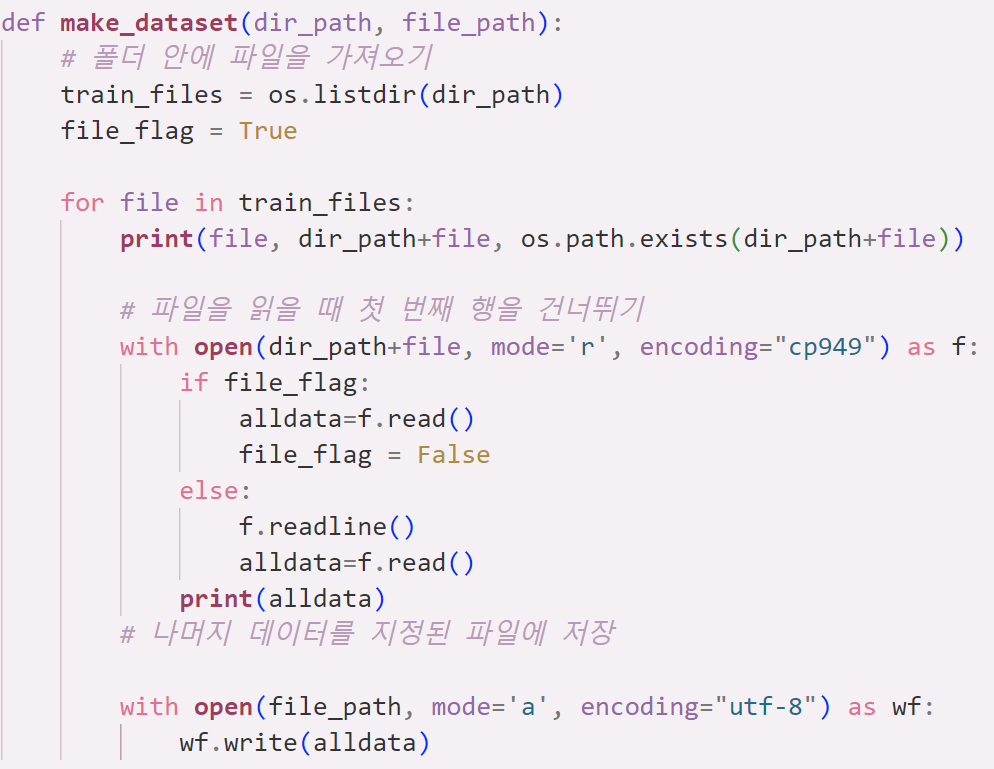 def make_dataset(dir_path, file_path):
    # 폴더 안에 파일을 가져오기
    train_files = os.listdir(dir_path)
    file_flag = True

    for file in train_files:
        print(file, dir_path+file, os.path.exists(dir_path+file))

        # 파일을 읽을 때 첫 번째 행을 건너뛰기
        with open(dir_path+file, mode='r', encoding="cp949") as f:
            if file_flag:
                alldata=f.read()
                file_flag = False
            else:
                f.readline()
                alldata=f.read()
            print(alldata)
        # 나머지 데이터를 지정된 파일에 저장

        with open(file_path, mode='a', encoding="utf-8") as wf:
            wf.write(alldata)